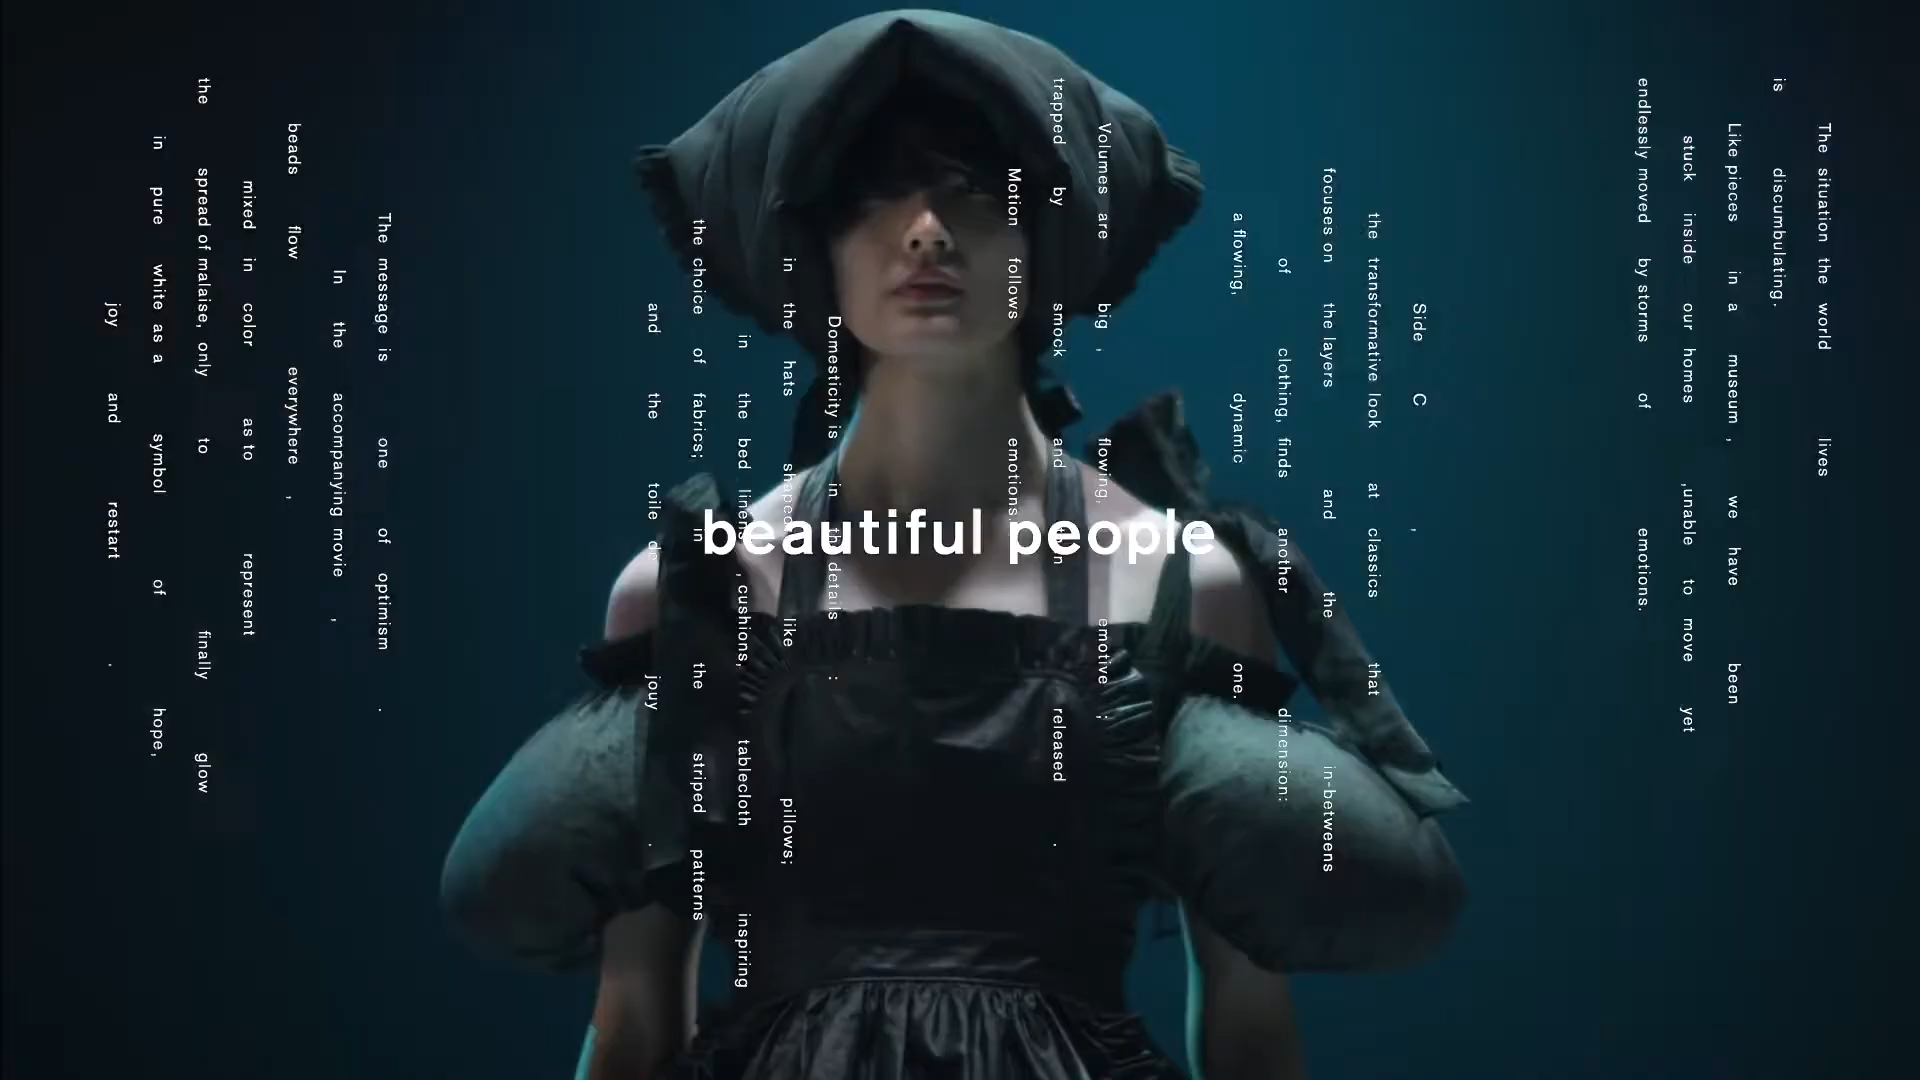 beautiful people
The situation the world lives
is discumbulating.
Like pieces in a museum , we have been
stuck inside our homes ,unable to move yet
endlessly moved by storms of emotions.
Side C ,
the transformative look at classics that
focuses on the layers and the in-betweens
of clothing, finds another dimension:
a flowing, dynamic one.
Volumes are big , flowing, emotive ;
trapped by smock and released .
Motion follows emotions.
Domesticity is in the details :
in the hats shaped like pillows;
in the bed linens , cushions, tablecloth inspiring
the choice of fabrics; in the striped patterns
and the toile de jouy .
The message is one of optimism .
In the accompanying movie ,
beads flow everywhere ,
mixed in color as to represent
the spread of malaise, only to finally glow
in pure white as a symbol of hope,
joy and restart .